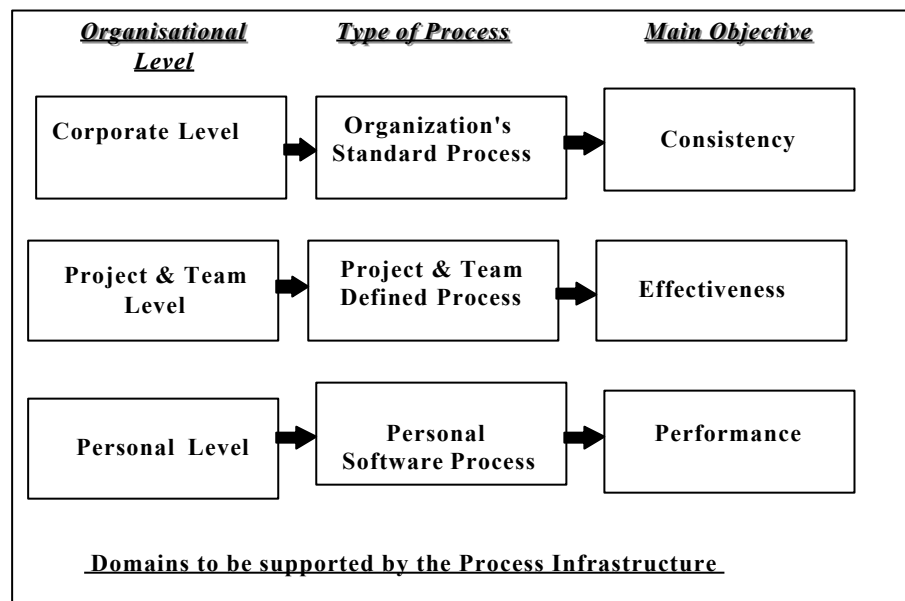 Organisational
Level
Type of Process
Main Objective
Corporate Level
Organization's
Standard Process
Consistency
Project & Team
Level
Project & Team
Defined Process
Effectiveness
Personal Level
Personal
Software Process
Performance
Domains to be supported by the Process Infrastructure